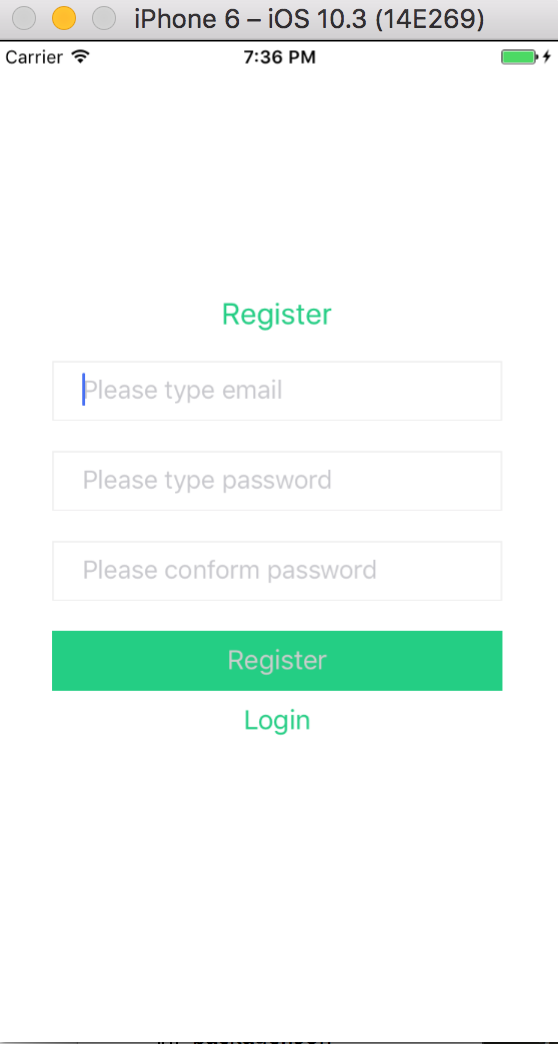 iPhone 6 – iOS 10.3 (14E269)
Carrier 7:36 PM
Register
Please type email
Please type password
Please conform password
Register
Login